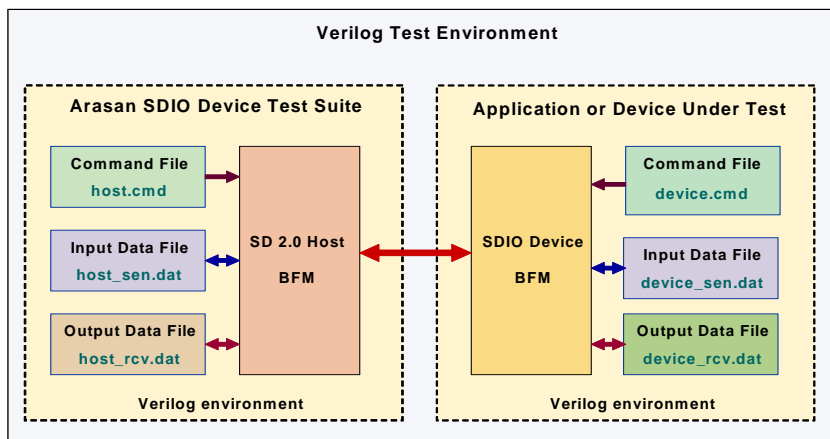 Verilog Test Environment
Arasan SDIO Device Test Suite
Command File
host.cmd
Input Data File
host_sen.dat
Output Data File
host_rcv.dat
SD 2.0 Host
BFM
Verilog environment
Application or Device Under Test
SDIO Device
BFM
Command File
device.cmd
Input Data File
device_sen.dat
Output Data File
device_rcv.dat
Verilog environment